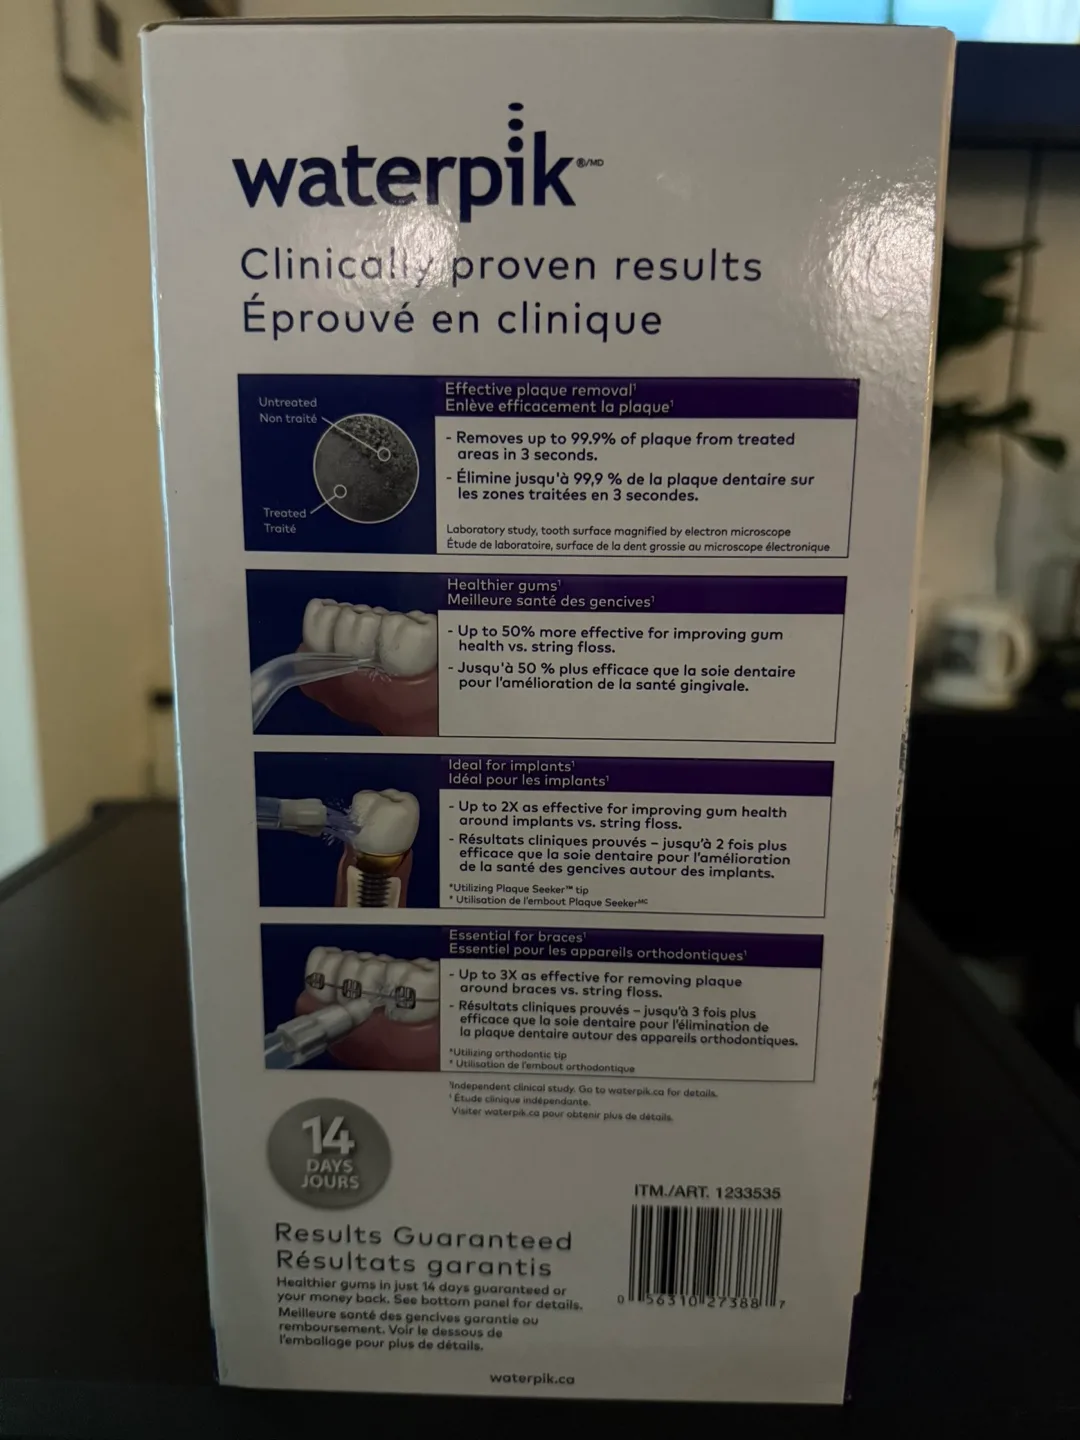 waterpik®/MD
Clinically proven results
Éprouvé en clinique
Untreated
Non traité
Treated
Traité
Effective plaque removal¹
Enlève efficacement la plaque¹
- Removes up to 99.9% of plaque from treated
areas in 3 seconds.
- Élimine jusqu'à 99,9 % de la plaque dentaire sur
les zones traitées en 3 secondes.
Laboratory study, tooth surface magnified by electron microscope
Étude de laboratoire, surface de la dent grossie au microscope électronique
Healthier gums¹
Meilleure santé des gencives¹
- Up to 50% more effective for improving gum
health vs. string floss.
- Jusqu'à 50 % plus efficace que la soie dentaire
pour l'amélioration de la santé gingivale.
Ideal for implants¹
Idéal pour les implants¹
- Up to 2X as effective for improving gum health
around implants vs. string floss.
- Résultats cliniques prouvés – jusqu'à 2 fois plus
efficace que la soie dentaire pour l'amélioration
de la santé des gencives autour des implants.
*Utilizing Plaque Seeker™ tip
* Utilisation de l'embout Plaque Seekerᴹᶜ
Essential for braces¹
Essentiel pour les appareils orthodontiques¹
- Up to 3X as effective for removing plaque
around braces vs. string floss.
- Résultats cliniques prouvés – jusqu'à 3 fois plus
efficace que la soie dentaire pour l'élimination de
la plaque dentaire autour des appareils orthodontiques.
*Utilizing orthodontic tip
* Utilisation de l'embout orthodontique
¹Independent clinical study. Go to waterpik.ca for details.
¹ Étude clinique indépendante.
Visiter waterpik.ca pour obtenir plus de détails.
14
DAYS
JOURS
Results Guaranteed
Résultats garantis
Healthier gums in just 14 days guaranteed or
your money back. See bottom panel for details.
Meilleure santé des gencives garantie ou
remboursement. Voir le dessous de
l'emballage pour plus de détails.
ITM./ART. 1233535
0 56310 27388 7
waterpik.ca